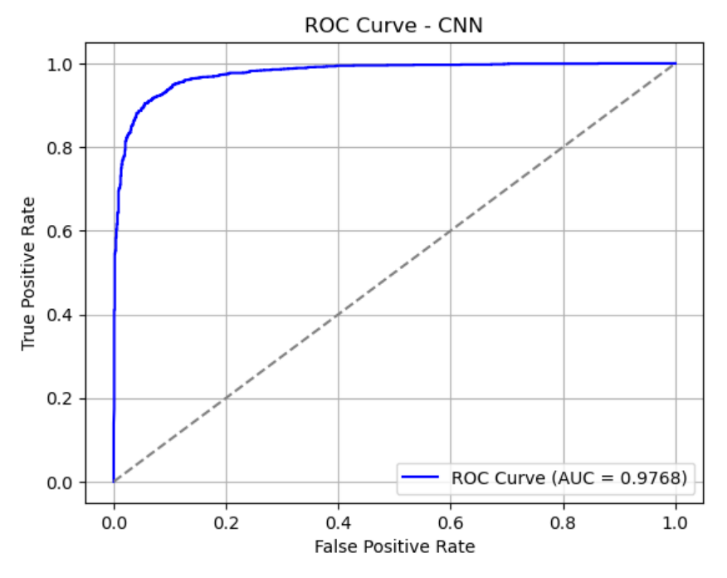 ROC Curve - CNN
1.0
0.8
0.6
0.4
0.2
0.0
True Positive Rate
ROC Curve (AUC = 0.9768)
0.0 0.2 0.4 0.6 0.8 1.0
False Positive Rate